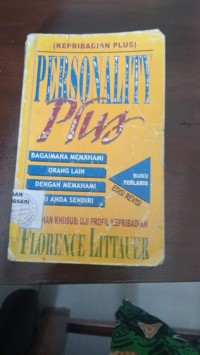 (KEPRIBADIAN PLUS)
PERSONALITY
Plus
BAGAIMANA MEMAHAMI
ORANG LAIN
DENGAN MEMAHAMI
ANDA SENDIRI
BUKU
TERLARIS
EDISI REVISI
KHUSUS: UJI PROFIL KEPRIBADIAN
FLORENCE LITTAUER